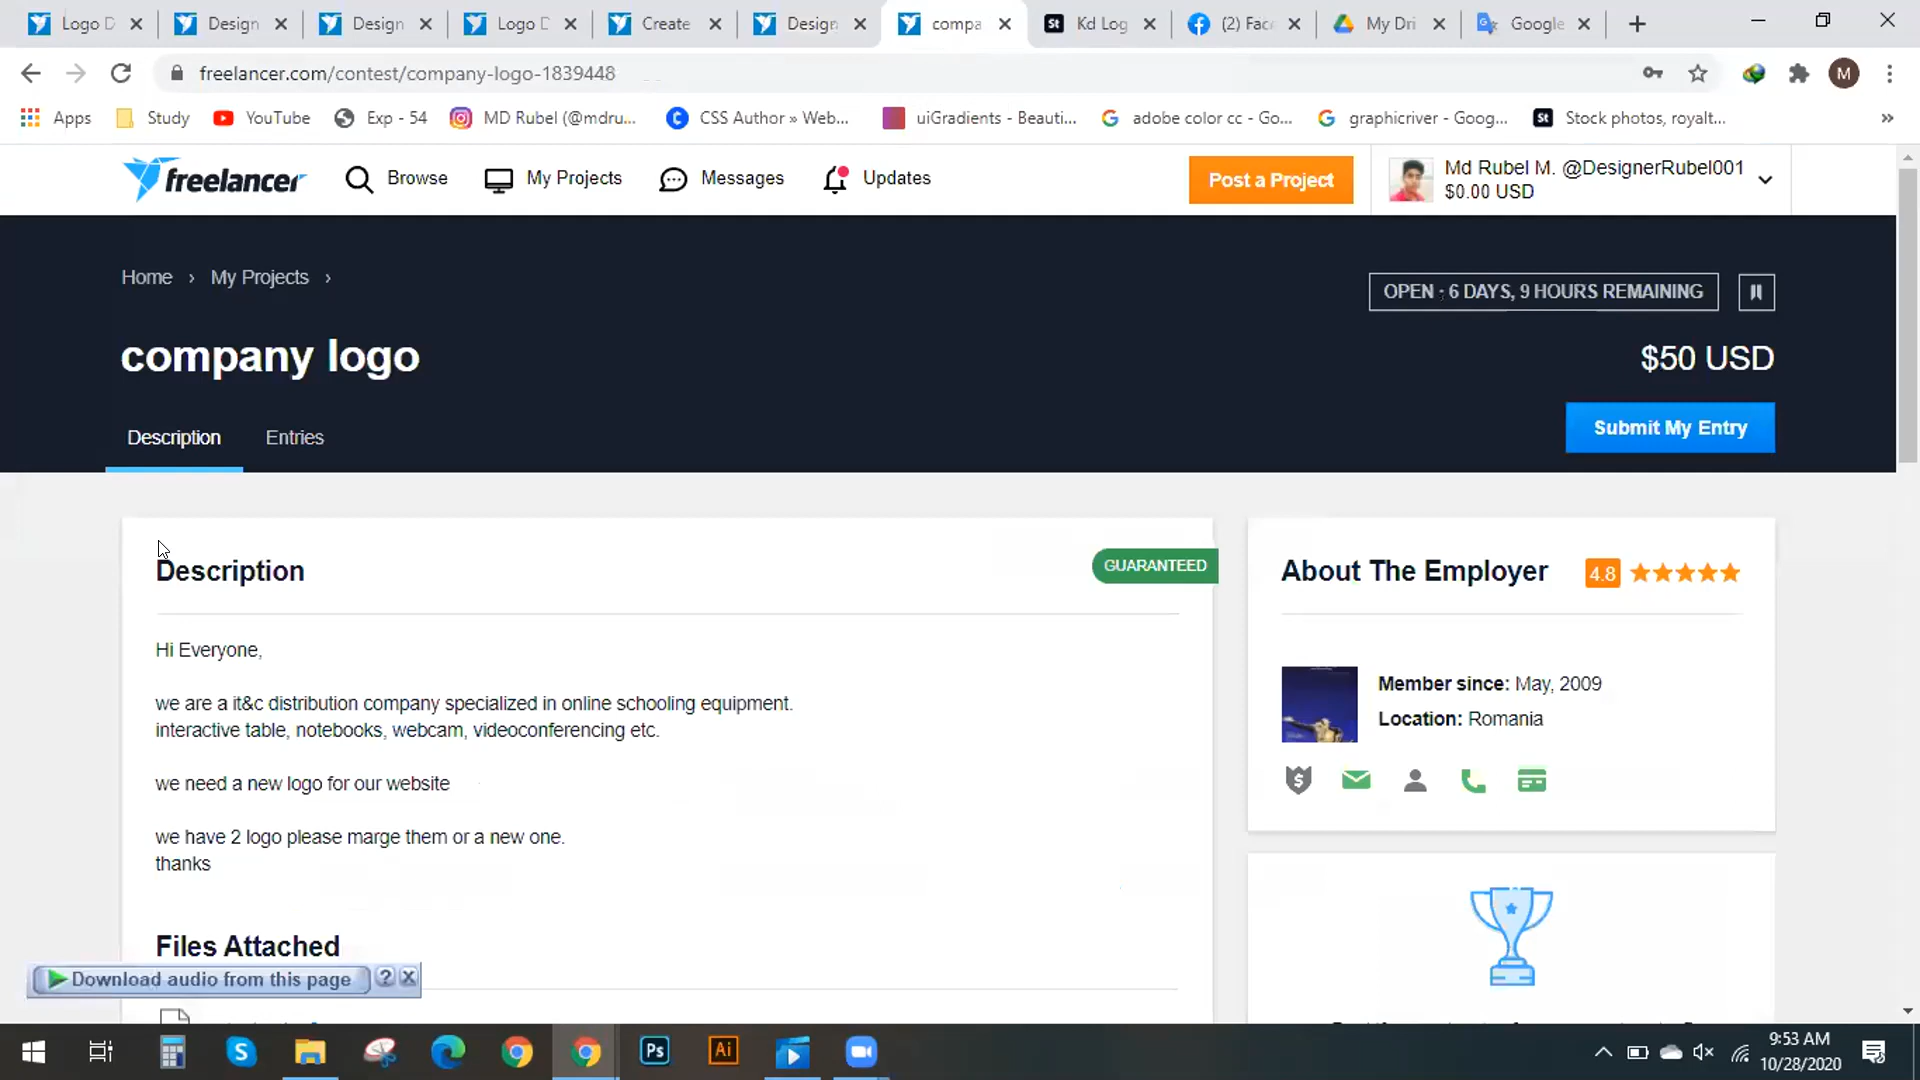 Logo D
Design
Design
Logo D
Create
Design
compa
St
Kd Log
(2) Fac
My Dri
Google
freelancer.com/contest/company-logo-1839448
M
Apps
Study
YouTube
Exp - 54
MD Rubel (@mdru...
CSS Author » Web...
uiGradients - Beauti...
adobe color cc - Go...
graphicriver - Goog...
St
Stock photos, royalt...
»
freelancer
Browse
My Projects
Messages
Updates
Post a Project
Md Rubel M. @DesignerRubel001
$0.00 USD
Home › My Projects ›
OPEN - 6 DAYS, 9 HOURS REMAINING
company logo
$50 USD
Description
Entries
Submit My Entry
Description
GUARANTEED
Hi Everyone,
we are a it&c distribution company specialized in online schooling equipment.
interactive table, notebooks, webcam, videoconferencing etc.
we need a new logo for our website
we have 2 logo please marge them or a new one.
thanks
Files Attached
About The Employer
4.8
Member since: May, 2009
Location: Romania
Download audio from this page
?
Ps
Ai
9:53 AM
10/28/2020